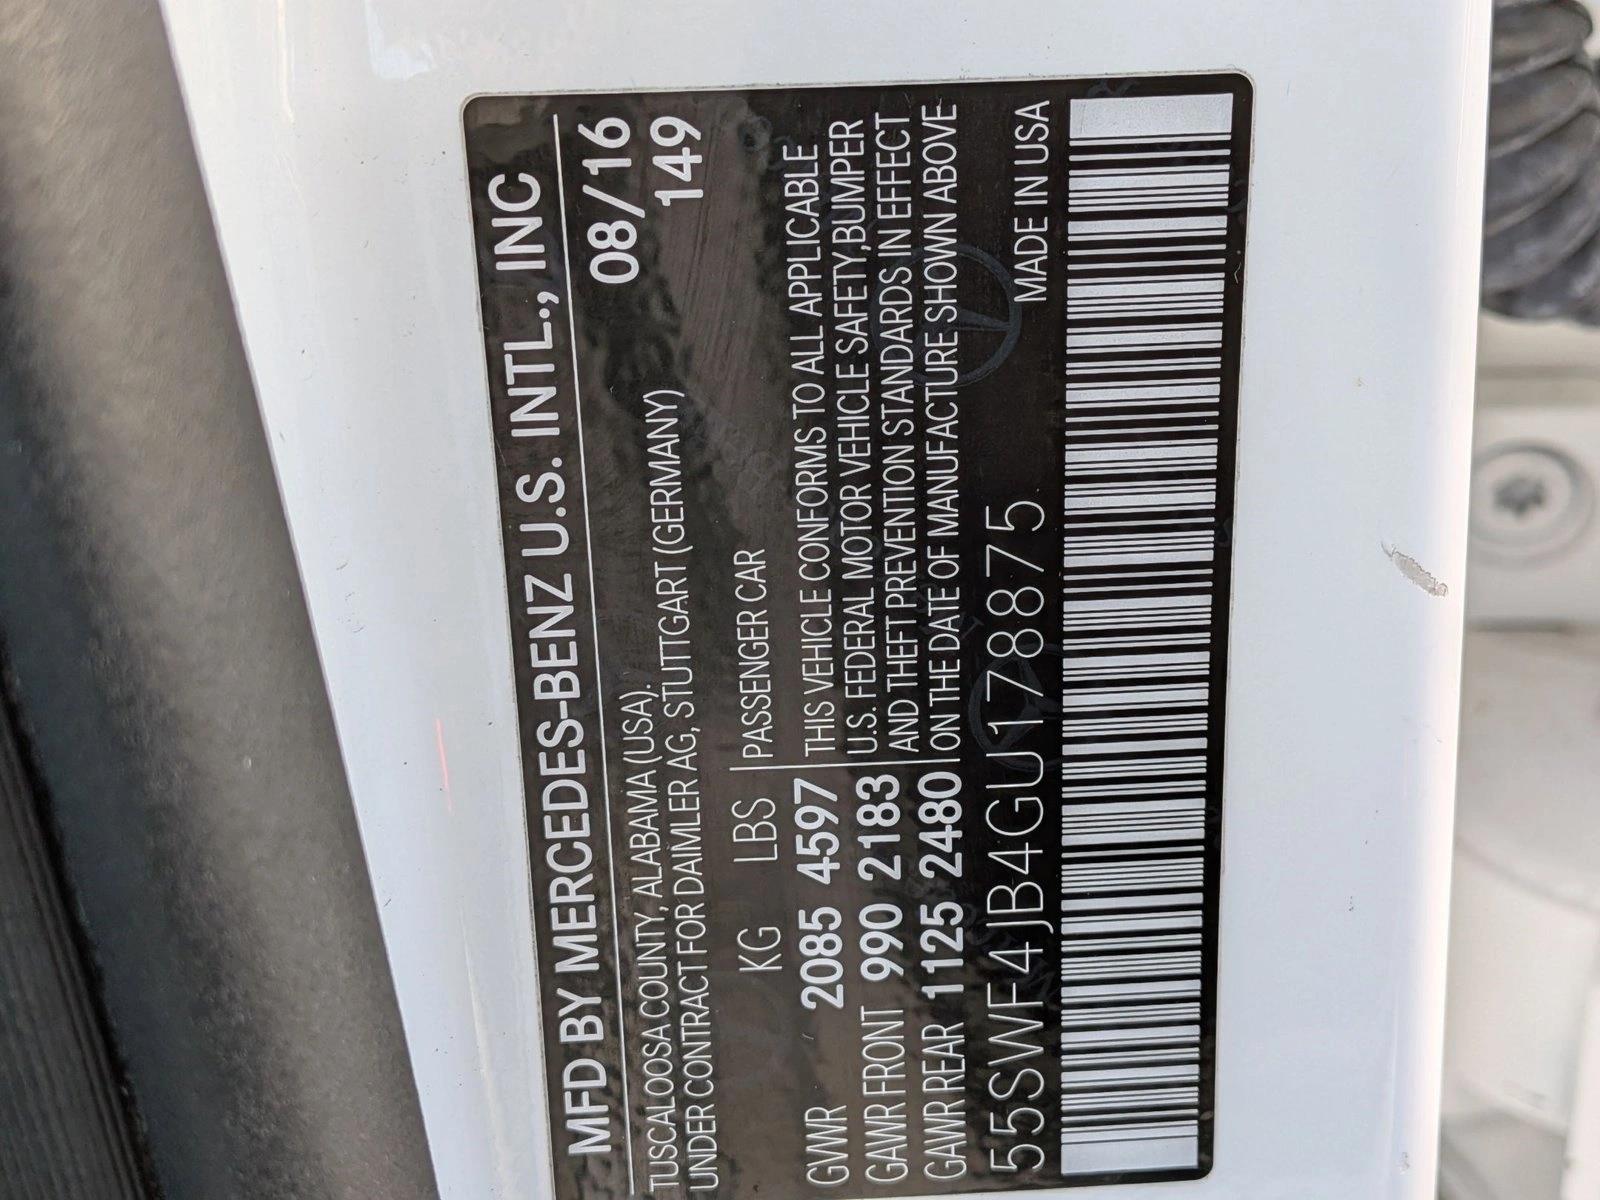 MFD BY MERCEDES-BENZ U.S. INTL., INC
TUSCALOOSA COUNTY, ALABAMA (USA). 08/16
UNDER CONTRACT FOR DAIMLER AG, STUTTGART (GERMANY) 149
KG LBS PASSENGER CAR
GVWR 2085 4597 THIS VEHICLE CONFORMS TO ALL APPLICABLE
GAWR FRONT 990 2183 U.S. FEDERAL MOTOR VEHICLE SAFETY,BUMPER
AND THEFT PREVENTION STANDARDS IN EFFECT
GAWR REAR 1125 2480 ON THE DATE OF MANUFACTURE SHOWN ABOVE
55SWF4JB4GU178875 MADE IN USA